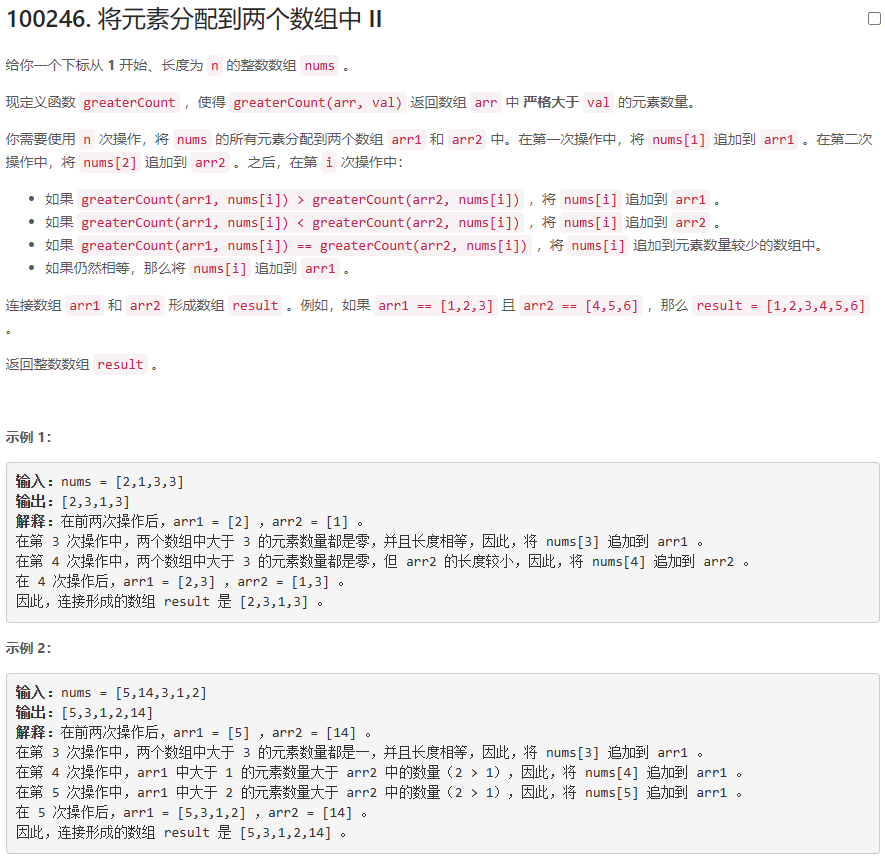 100246. 将元素分配到两个数组中 II
给你一个下标从 1 开始、长度为 n 的整数数组 nums 。
现定义函数 greaterCount ，使得 greaterCount(arr, val) 返回数组 arr 中 严格大于 val 的元素数量。
你需要使用 n 次操作，将 nums 的所有元素分配到两个数组 arr1 和 arr2 中。在第一次操作中，将 nums[1] 追加到 arr1 。在第二次
操作中，将 nums[2] 追加到 arr2 。之后，在第 i 次操作中：
• 如果 greaterCount(arr1, nums[i]) > greaterCount(arr2, nums[i]) ，将 nums[i] 追加到 arr1 。
• 如果 greaterCount(arr1, nums[i]) < greaterCount(arr2, nums[i]) ，将 nums[i] 追加到 arr2 。
• 如果 greaterCount(arr1, nums[i]) == greaterCount(arr2, nums[i]) ，将 nums[i] 追加到元素数量较少的数组中。
• 如果仍然相等，那么将 nums[i] 追加到 arr1 。
连接数组 arr1 和 arr2 形成数组 result 。例如，如果 arr1 == [1,2,3] 且 arr2 == [4,5,6] ，那么 result = [1,2,3,4,5,6]
。
返回整数数组 result 。
示例 1：
输入：nums = [2,1,3,3]
输出：[2,3,1,3]
解释：在前两次操作后，arr1 = [2] ，arr2 = [1] 。
在第 3 次操作中，两个数组中大于 3 的元素数量都是零，并且长度相等，因此，将 nums[3] 追加到 arr1 。
在第 4 次操作中，两个数组中大于 3 的元素数量都是零，但 arr2 的长度较小，因此，将 nums[4] 追加到 arr2 。
在 4 次操作后，arr1 = [2,3] ，arr2 = [1,3] 。
因此，连接形成的数组 result 是 [2,3,1,3] 。
示例 2：
输入：nums = [5,14,3,1,2]
输出：[5,3,1,2,14]
解释：在前两次操作后，arr1 = [5] ，arr2 = [14] 。
在第 3 次操作中，两个数组中大于 3 的元素数量都是一，并且长度相等，因此，将 nums[3] 追加到 arr1 。
在第 4 次操作中，arr1 中大于 1 的元素数量大于 arr2 中的数量（2 > 1），因此，将 nums[4] 追加到 arr1 。
在第 5 次操作中，arr1 中大于 2 的元素数量大于 arr2 中的数量（2 > 1），因此，将 nums[5] 追加到 arr1 。
在 5 次操作后，arr1 = [5,3,1,2] ，arr2 = [14] 。
因此，连接形成的数组 result 是 [5,3,1,2,14] 。